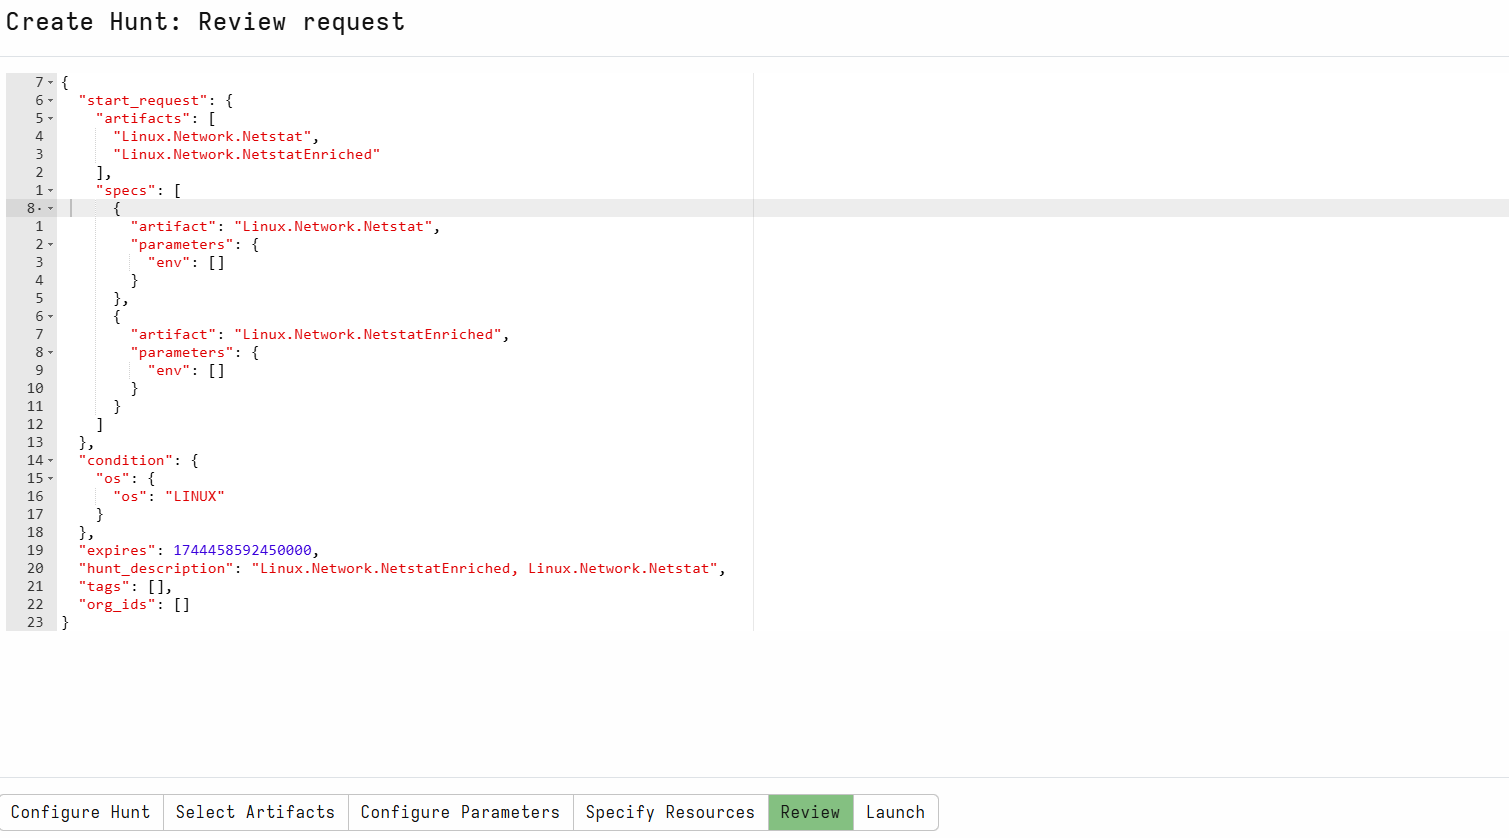 Create Hunt: Review request
7 {
6 "start_request": {
5 "artifacts": [
4 "Linux.Network.Netstat",
3 "Linux.Network.NetstatEnriched"
2 ],
1 "specs": [
8· {
1 "artifact": "Linux.Network.Netstat",
2 "parameters": {
3 "env": []
4 }
5 },
6 {
7 "artifact": "Linux.Network.NetstatEnriched",
8 "parameters": {
9 "env": []
10 }
11 }
12 ]
13 },
14 "condition": {
15 "os": {
16 "os": "LINUX"
17 }
18 },
19 "expires": 1744458592450000,
20 "hunt_description": "Linux.Network.NetstatEnriched, Linux.Network.Netstat",
21 "tags": [],
22 "org_ids": []
23 }
Configure Hunt Select Artifacts Configure Parameters Specify Resources Review Launch